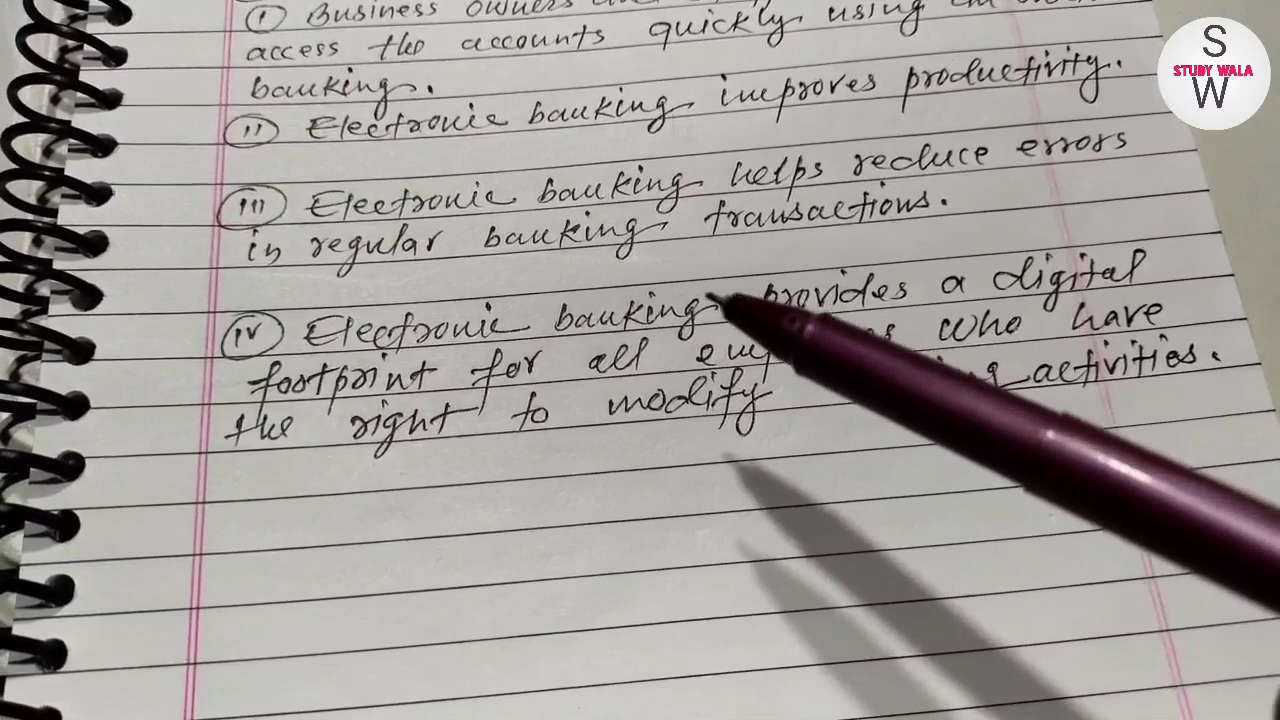 (i) Business owners
access the accounts quickly using
banking.
(ii) Electronic banking improves productivity.
(iii) Electronic banking helps reduce errors
in regular banking transactions.
(iv) Electronic banking provides a digital
footprint for all who have
the right to modify activities.
S
STUDY WALA
W